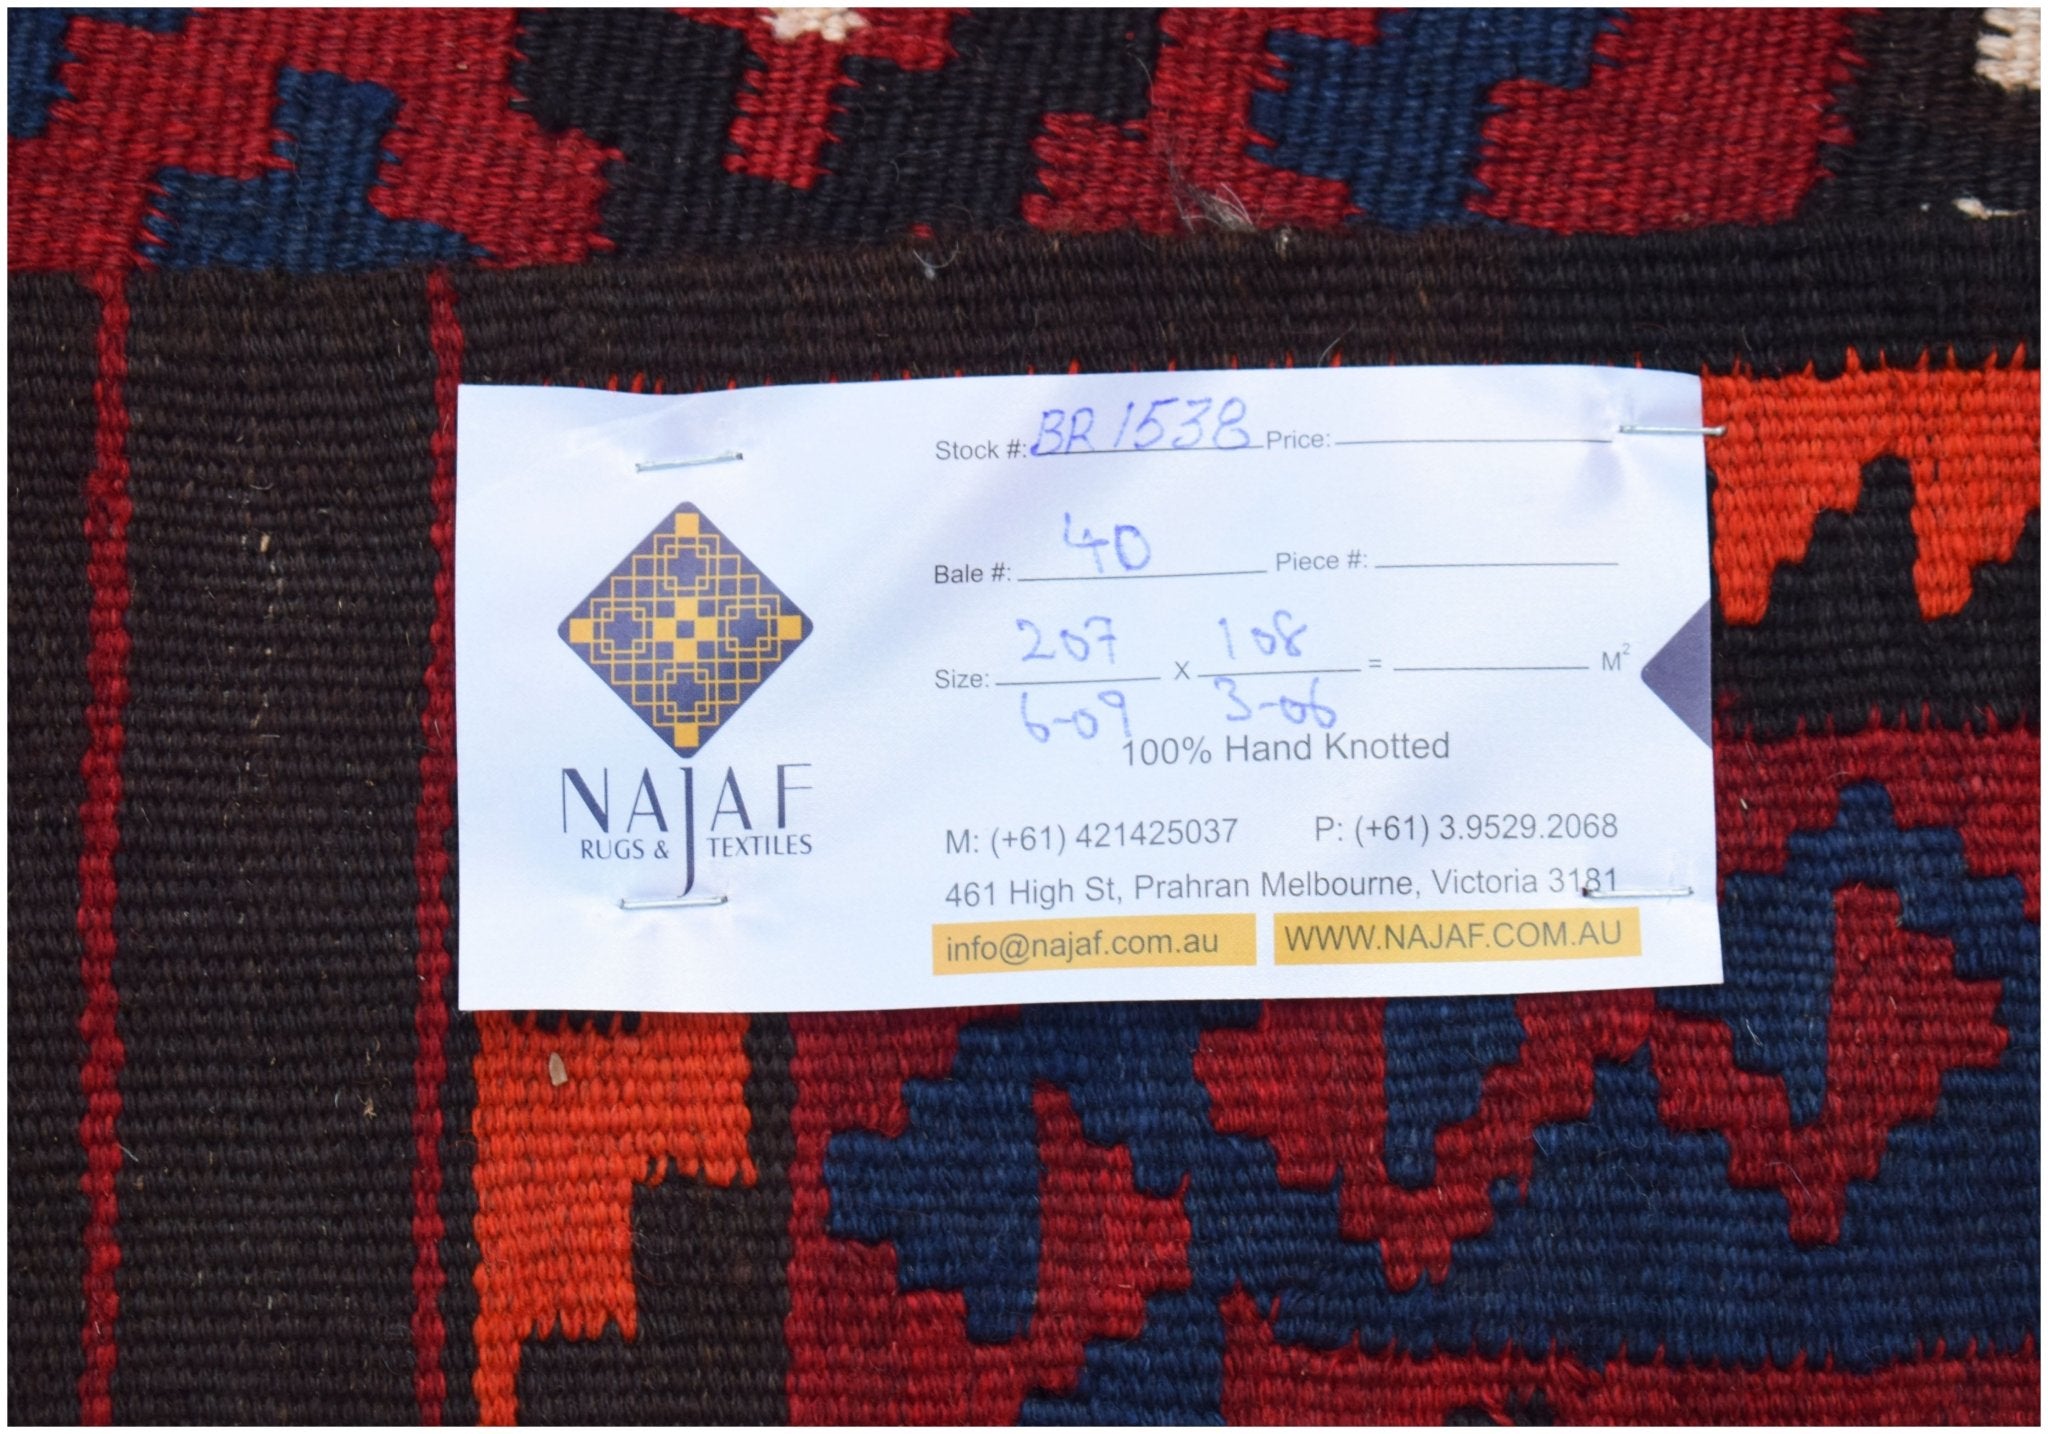 Stock #: BR 1538 Price:
Bale #: 40 Piece #:
Size: 207 X 108 = M²
6-09 3-06
100% Hand Knotted
NAJAF
RUGS & TEXTILES
M: (+61) 421425037 P: (+61) 3.9529.2068
461 High St, Prahran Melbourne, Victoria 3181
info@najaf.com.au WWW.NAJAF.COM.AU